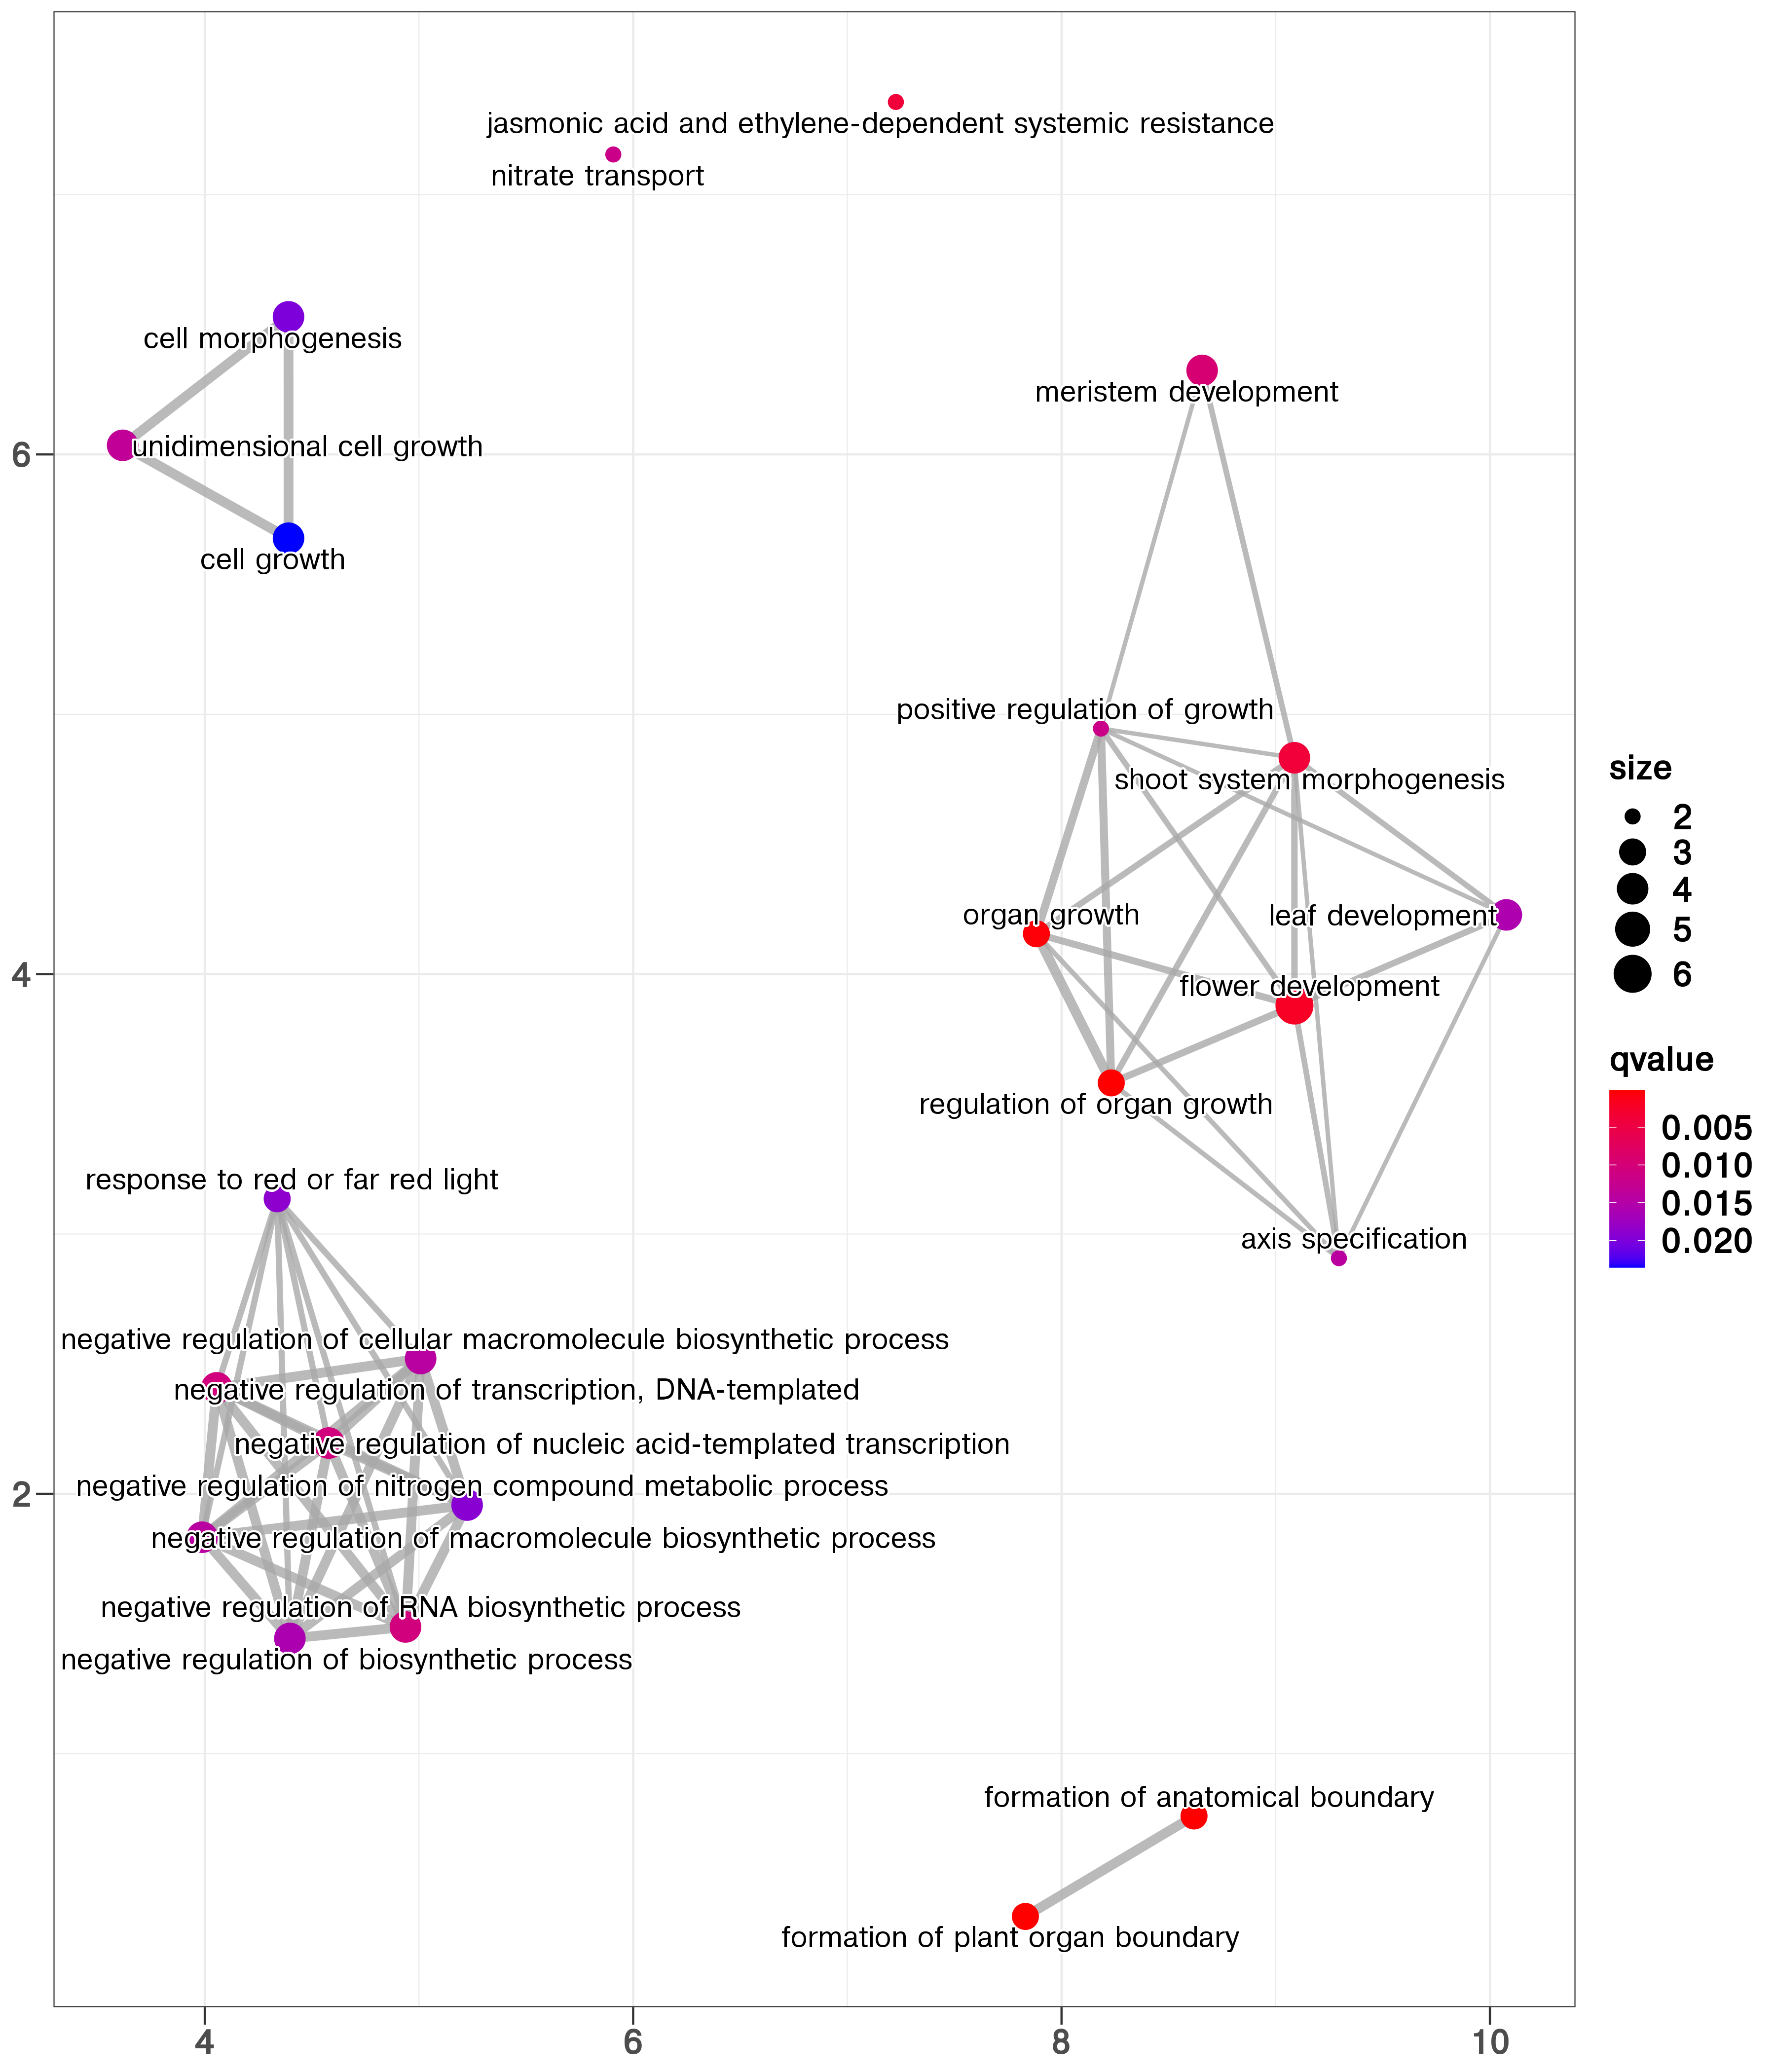 jasmonic acid and ethylene-dependent systemic resistance
nitrate transport
cell morphogenesis
meristem development
unidimensional cell growth
6
cell growth
positive regulation of growth
shoot system morphogenesis
organ growth
leaf development
4
flower development
regulation of organ growth
response to red or far red light
axis specification
negative regulation of cellular macromolecule biosynthetic process
negative regulation of transcription, DNA-templated
negative regulation of nucleic acid-templated transcription
negative regulation of nitrogen compound metabolic process
2
negative regulation of macromolecule biosynthetic process
negative regulation of RNA biosynthetic process
negative regulation of biosynthetic process
formation of anatomical boundary
formation of plant organ boundary
4 6 8 10
size
2
3
4
5
6
qvalue
0.005
0.010
0.015
0.020